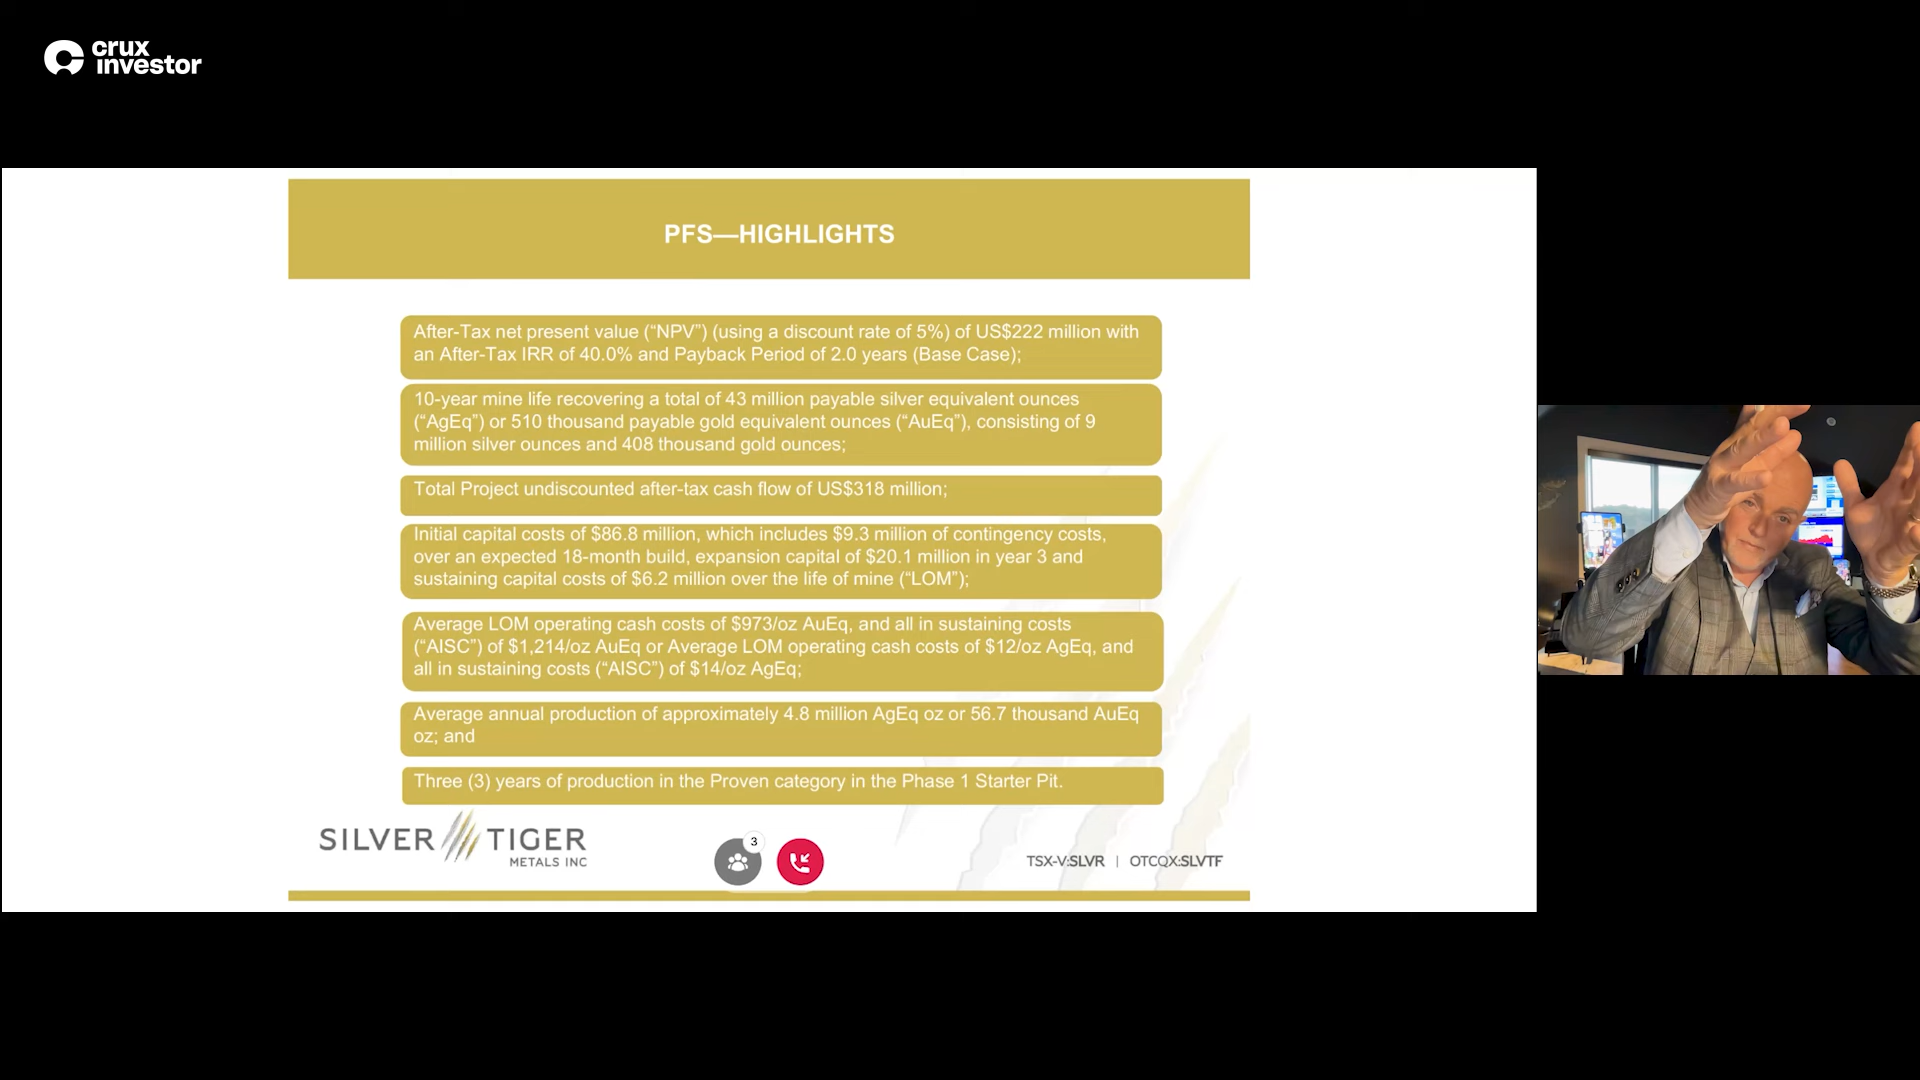 crux
investor
PFS—HIGHLIGHTS
After-Tax net present value (“NPV”) (using a discount rate of 5%) of US$222 million with
an After-Tax IRR of 40.0% and Payback Period of 2.0 years (Base Case);
10-year mine life recovering a total of 43 million payable silver equivalent ounces
(“AgEq”) or 510 thousand payable gold equivalent ounces (“AuEq”), consisting of 9
million silver ounces and 408 thousand gold ounces;
Total Project undiscounted after-tax cash flow of US$318 million;
Initial capital costs of $86.8 million, which includes $9.3 million of contingency costs,
over an expected 18-month build, expansion capital of $20.1 million in year 3 and
sustaining capital costs of $6.2 million over the life of mine (“LOM”);
Average LOM operating cash costs of $973/oz AuEq, and all in sustaining costs
(“AISC”) of $1,214/oz AuEq or Average LOM operating cash costs of $12/oz AgEq, and
all in sustaining costs (“AISC”) of $14/oz AgEq;
Average annual production of approximately 4.8 million AgEq oz or 56.7 thousand AuEq
oz; and
Three (3) years of production in the Proven category in the Phase 1 Starter Pit.
SILVER TIGER
METALS INC
3
TSX-V:SLVR | OTCQX:SLVTF